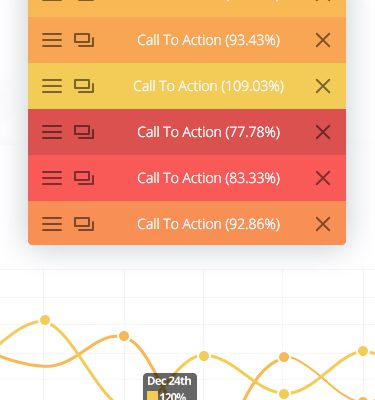 Call To Action (93.43%)
Call To Action (109.03%)
Call To Action (77.78%)
Call To Action (83.33%)
Call To Action (92.86%)
Dec 24th
120%